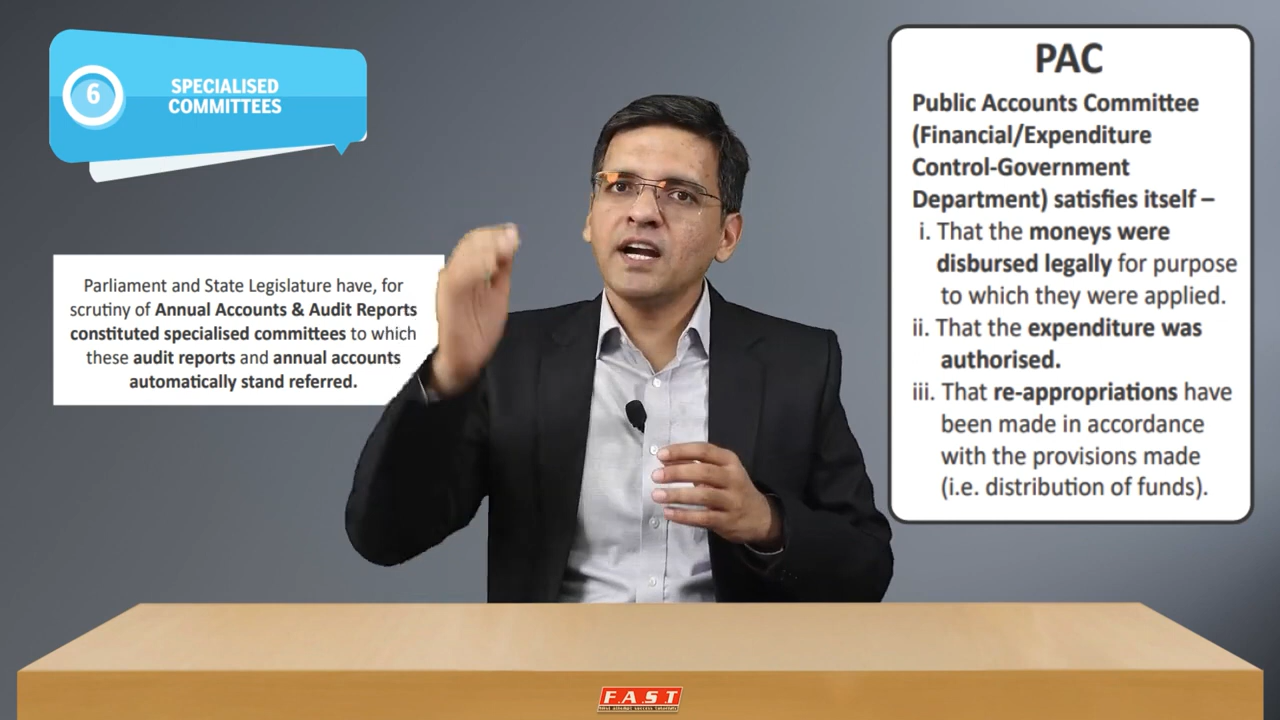 6
SPECIALISED
COMMITTEES
Parliament and State Legislature have, for
scrutiny of Annual Accounts & Audit Reports
constituted specialised committees to which
these audit reports and annual accounts
automatically stand referred.
PAC
Public Accounts Committee
(Financial/Expenditure
Control-Government
Department) satisfies itself –
i. That the moneys were
disbursed legally for purpose
to which they were applied.
ii. That the expenditure was
authorised.
iii. That re-appropriations have
been made in accordance
with the provisions made
(i.e. distribution of funds).
F.A.S.T